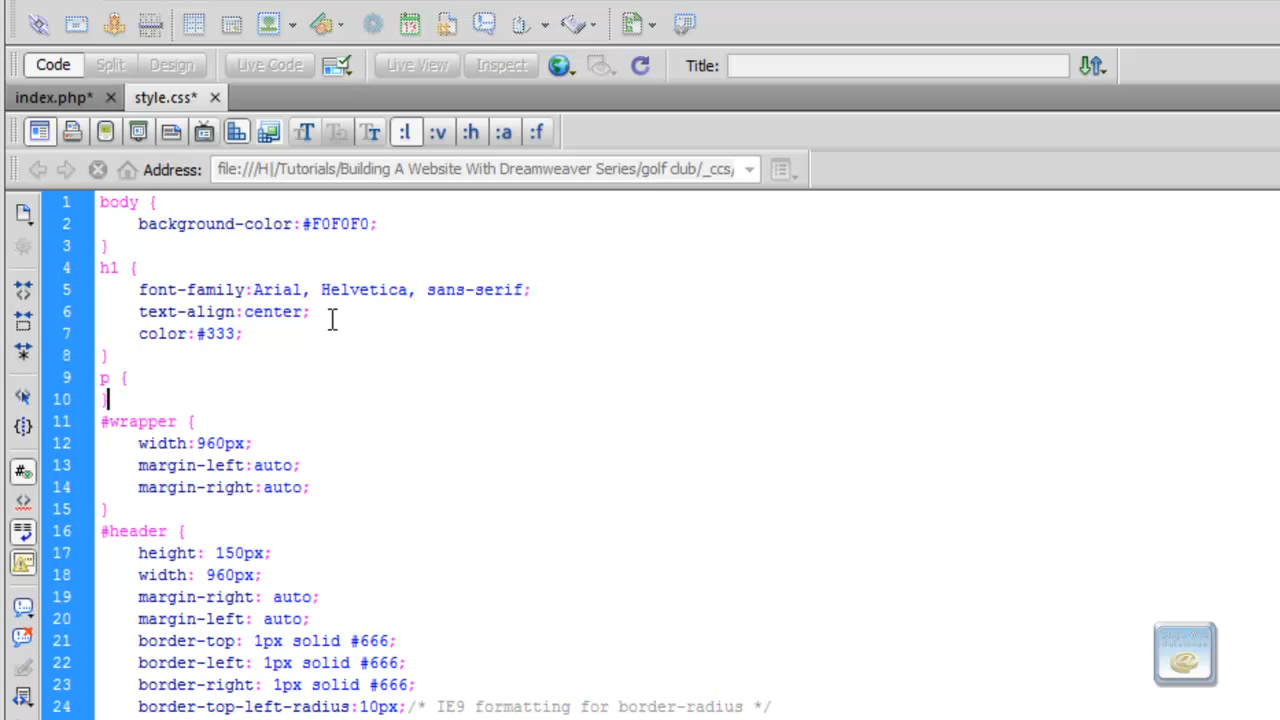 Code Split Design Live Code Live View Inspect Title:
index.php* style.css*
:l :v :h :a :f
Address: file:///H|/Tutorials/Building A Website With Dreamweaver Series/golf club/_ccs/
1 body {
2 background-color:#F0F0F0;
3 }
4 h1 {
5 font-family:Arial, Helvetica, sans-serif;
6 text-align:center;
7 color:#333;
8 }
9 p {
10 }
11 #wrapper {
12 width:960px;
13 margin-left:auto;
14 margin-right:auto;
15 }
16 #header {
17 height: 150px;
18 width: 960px;
19 margin-right: auto;
20 margin-left: auto;
21 border-top: 1px solid #666;
22 border-left: 1px solid #666;
23 border-right: 1px solid #666;
24 border-top-left-radius:10px;/* IE9 formatting for border-radius */